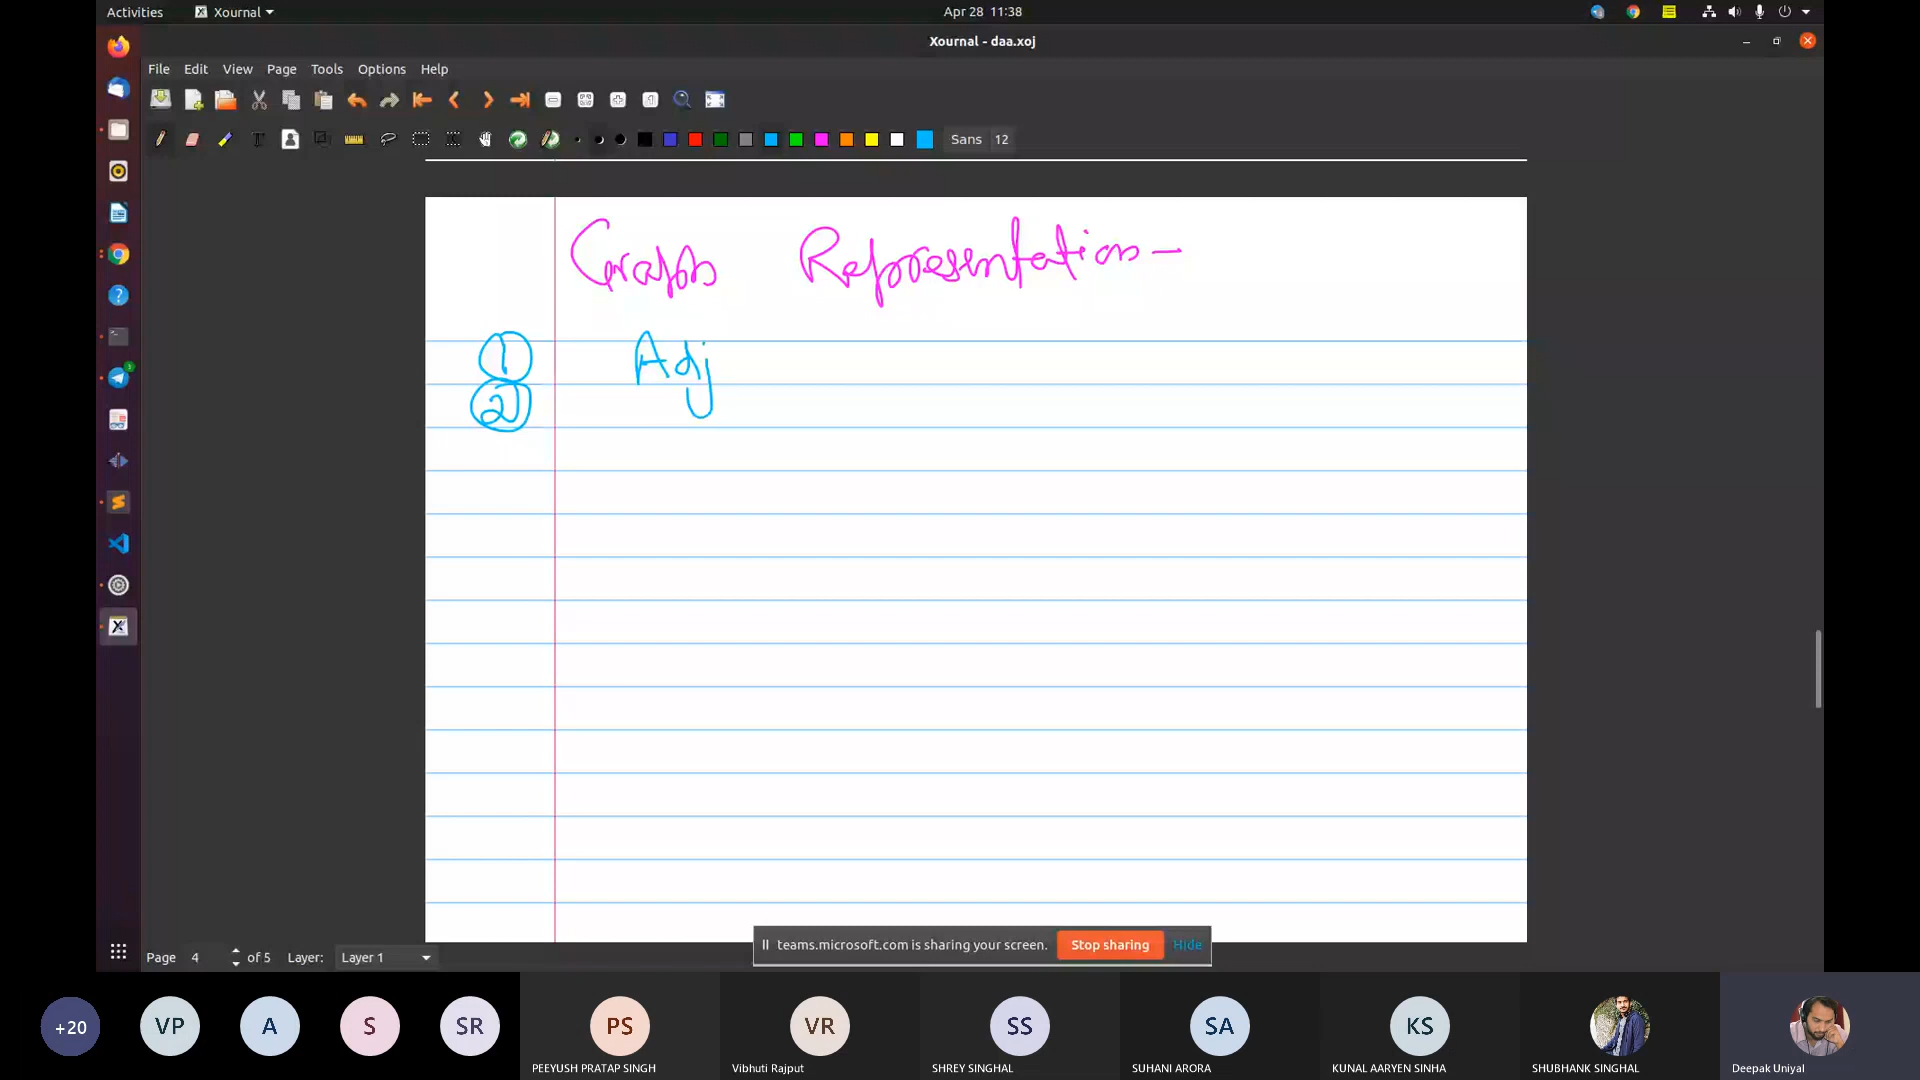 Activities Xournal Apr 28 11:38
Xournal - daa.xoj
File Edit View Page Tools Options Help
Sans 12
Graph Representation -
1 Adj
2
teams.microsoft.com is sharing your screen. Stop sharing Hide
Page 4 of 5 Layer: Layer 1
+20 VP A S SR PS VR SS SA KS
PEEYUSH PRATAP SINGH Vibhuti Rajput SHREY SINGHAL SUHANI ARORA KUNAL AARYEN SINHA SHUBHANK SINGHAL Deepak Uniyal